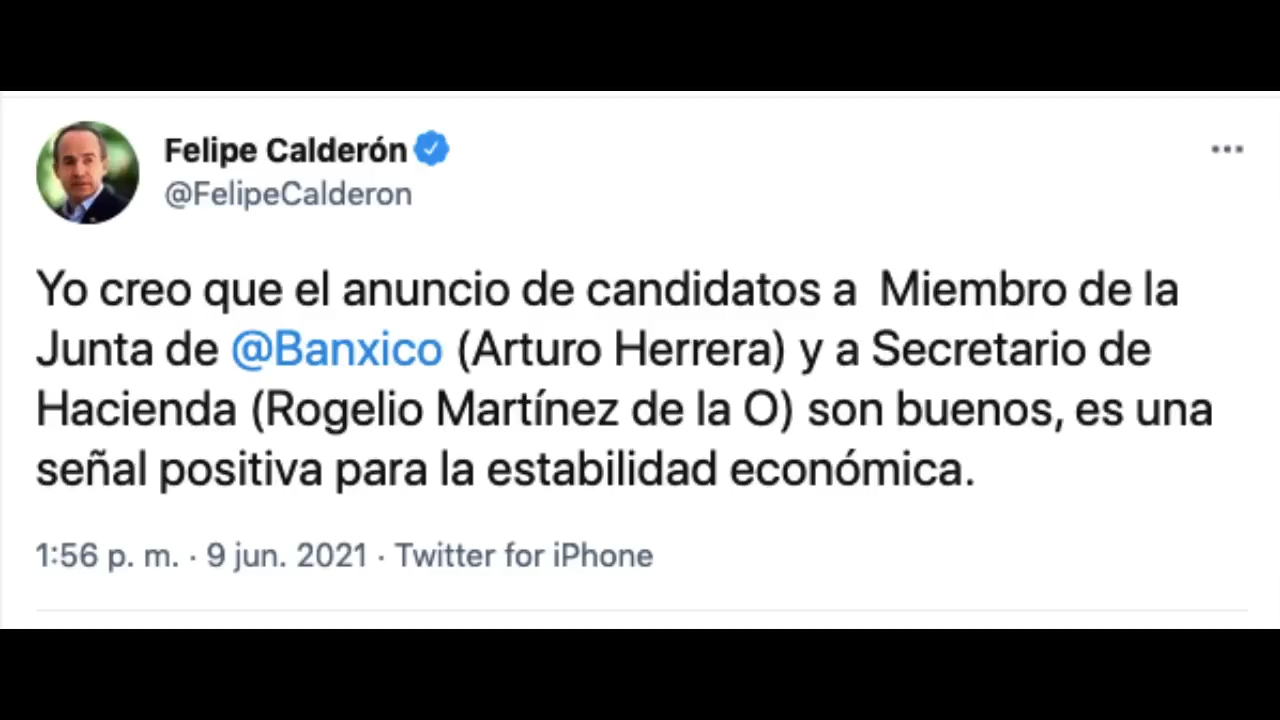 Felipe Calderón
@FelipeCalderon
Yo creo que el anuncio de candidatos a Miembro de la
Junta de @Banxico (Arturo Herrera) y a Secretario de
Hacienda (Rogelio Martínez de la O) son buenos, es una
señal positiva para la estabilidad económica.
1:56 p. m. · 9 jun. 2021 · Twitter for iPhone